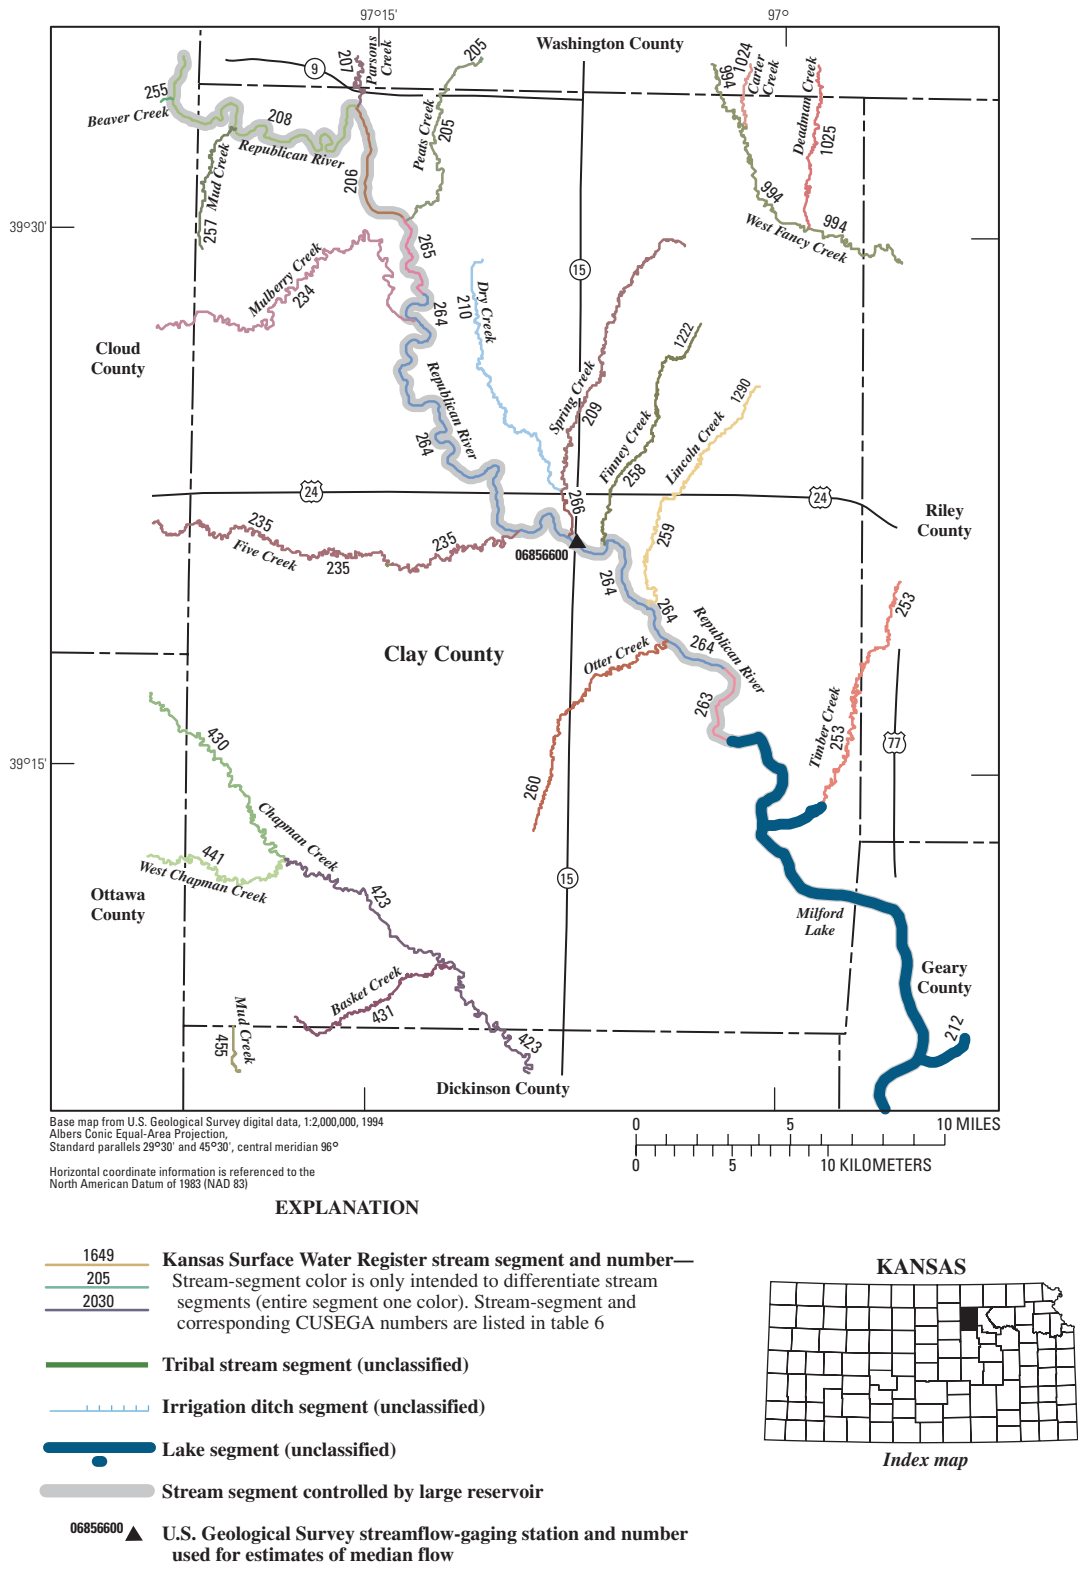 97°15'
97°
Washington County
207
Parsons
Creek
205
9
994
1024
Carter
Creek
Deadman Creek
1025
255
Beaver Creek
208
Republican River
Peats Creek
205
Mud Creek
257
206
994
994
West Fancy Creek
39°30'
265
Mulberry Creek
234
264
210
Dry Creek
15
Cloud
County
Republican River
264
Spring Creek
209
1222
Finney Creek
258
1290
Lincoln Creek
24
266
24
Riley
County
235
Five Creek
235
235
06856600
259
264
264
253
Clay County
Otter Creek
264
Republican River
263
Timber Creek
253
77
430
39°15'
260
Chapman Creek
441
West Chapman Creek
15
Ottawa
County
423
Milford
Lake
Basket Creek
431
Geary
County
Mud Creek
455
423
212
Dickinson County
Base map from U.S. Geological Survey digital data, 1:2,000,000, 1994
Albers Conic Equal-Area Projection,
Standard parallels 29°30' and 45°30', central meridian 96°
Horizontal coordinate information is referenced to the
North American Datum of 1983 (NAD 83)
0 5 10 MILES
0 5 10 KILOMETERS
EXPLANATION
1649
205
2030
Kansas Surface Water Register stream segment and number—
Stream-segment color is only intended to differentiate stream
segments (entire segment one color). Stream-segment and
corresponding CUSEGA numbers are listed in table 6
Tribal stream segment (unclassified)
Irrigation ditch segment (unclassified)
Lake segment (unclassified)
Stream segment controlled by large reservoir
06856600
U.S. Geological Survey streamflow-gaging station and number
used for estimates of median flow
KANSAS
Index map